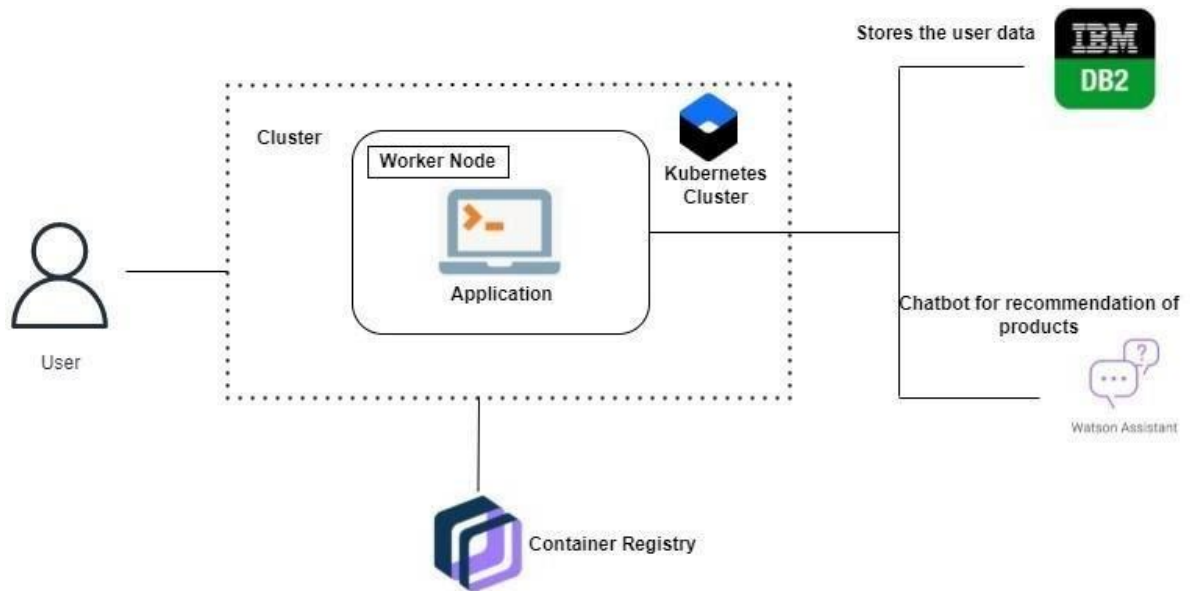 Stores the user data
IBM
DB2
Cluster
Worker Node
Kubernetes
Cluster
Application
User
Chatbot for recommendation of
products
?
Watson Assistant
Container Registry